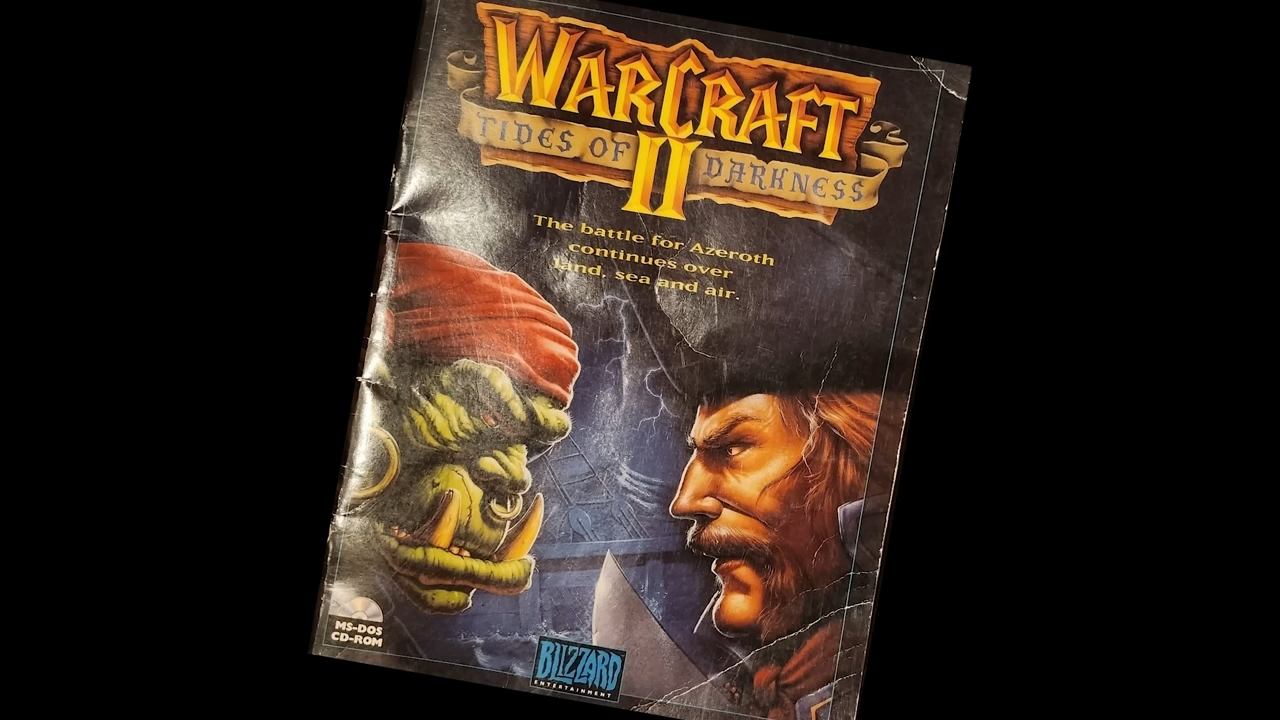 WARCRAFT
TIDES OF II DARKNESS
The battle for Azeroth
continues over
land, sea and air.
MS-DOS
CD-ROM
BLIZZARD
ENTERTAINMENT